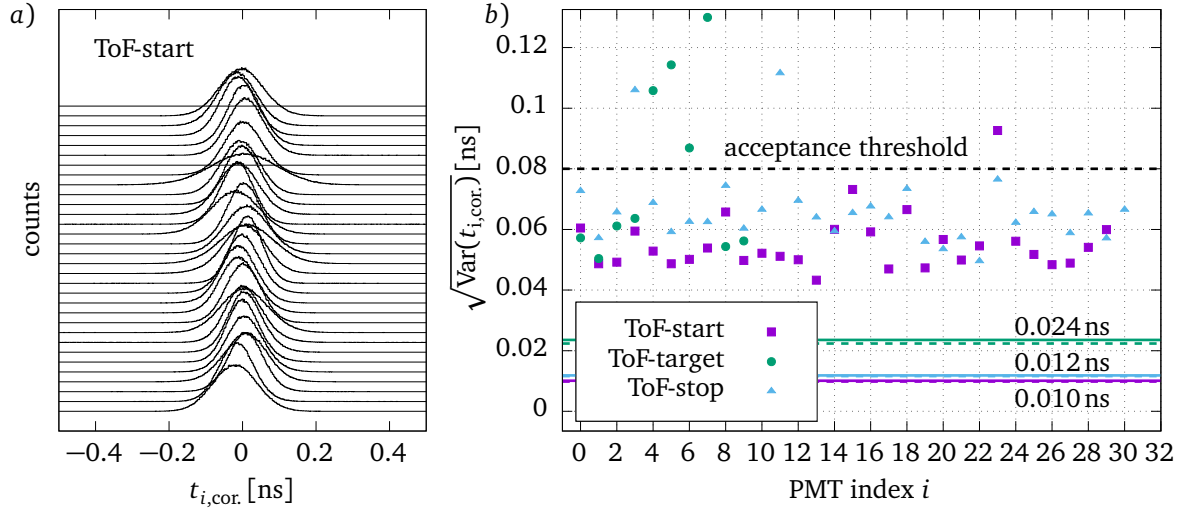 a)
ToF-start
counts
−0.4 −0.2 0 0.2 0.4
t_{i,cor.} [ns]
b)
√Var(t_{i,cor.}) [ns]
0.12
0.1
0.08
0.06
0.04
0.02
0
acceptance threshold
ToF-start
ToF-target
ToF-stop
0.024 ns
0.012 ns
0.010 ns
0 2 4 6 8 10 12 14 16 18 20 22 24 26 28 30 32
PMT index i